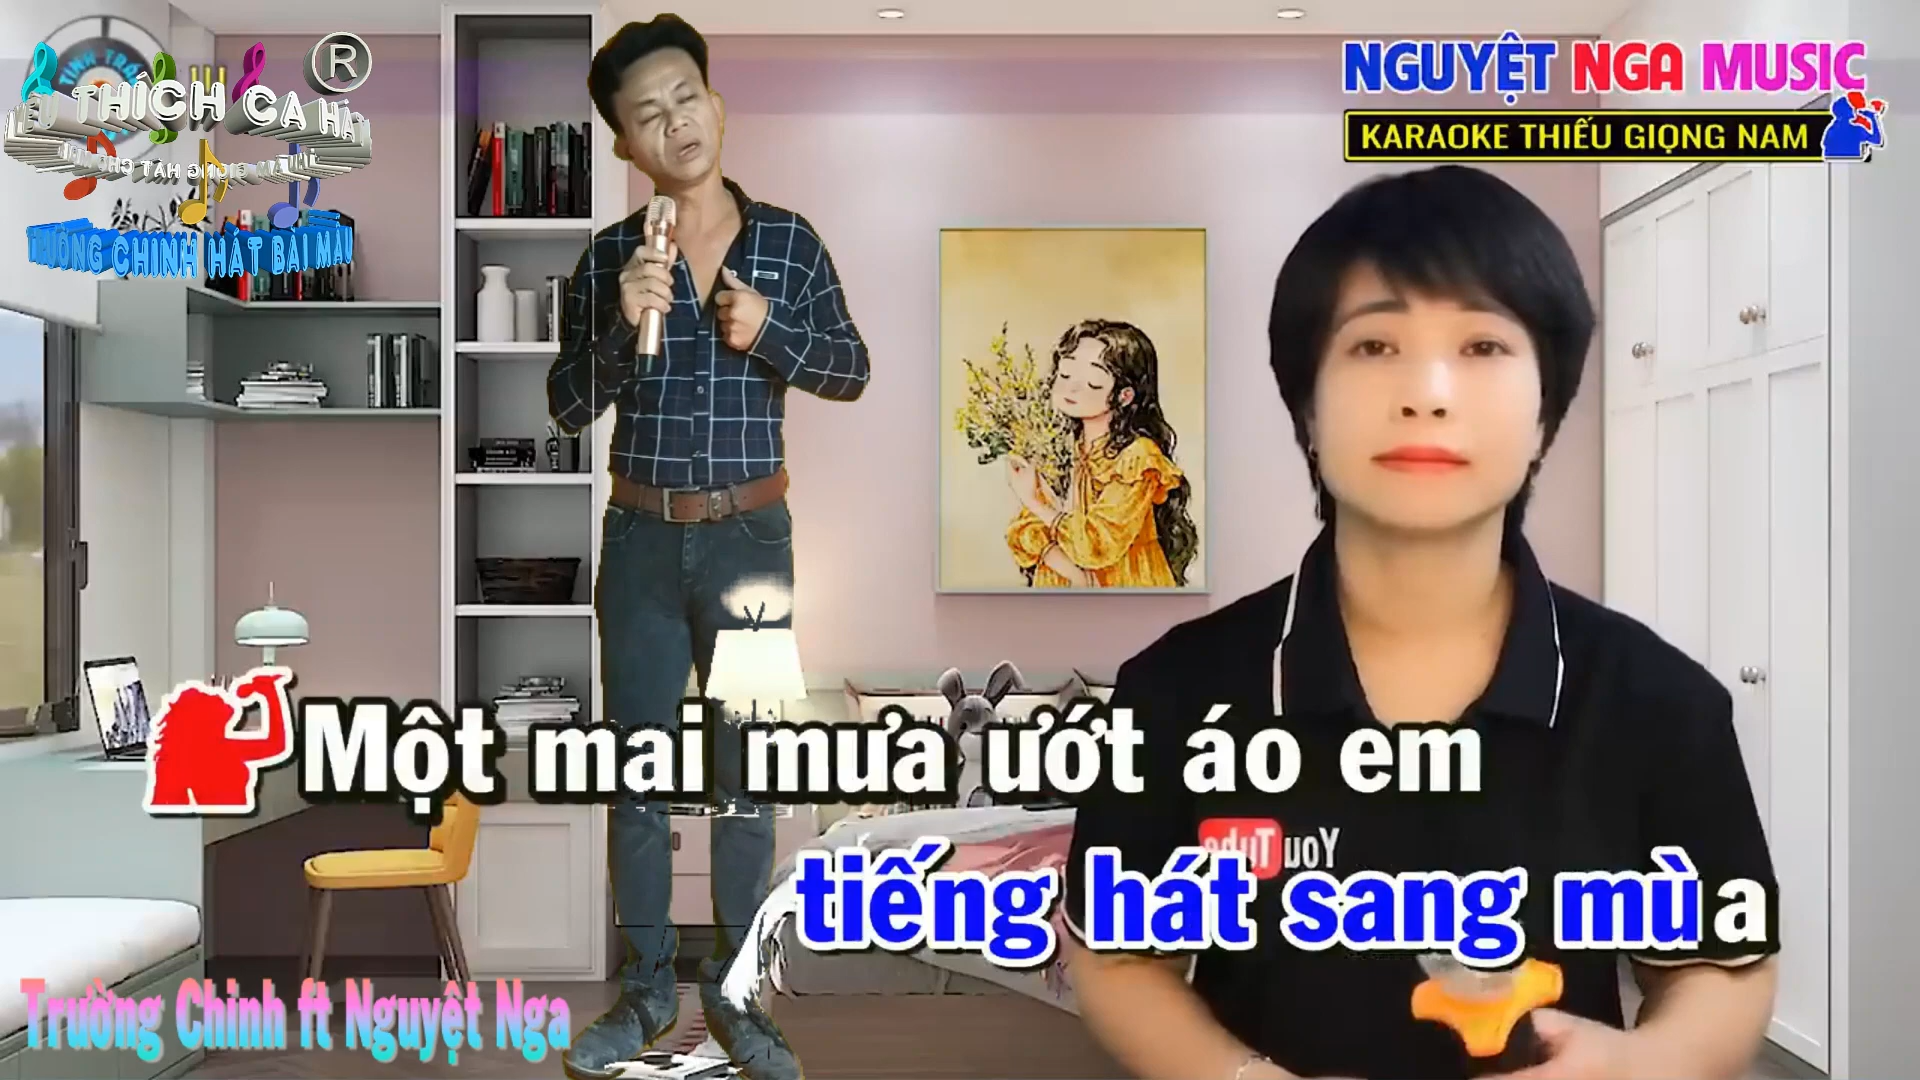 ®
THÍCH CA HÁT
TRƯỜNG CHINH HÁT BÀI MẪU
NGUYỆT NGA MUSIC
KARAOKE THIẾU GIỌNG NAM
Một mai mưa ướt áo em
YouTube
tiếng hát sang mùa
Trường Chinh ft Nguyệt Nga